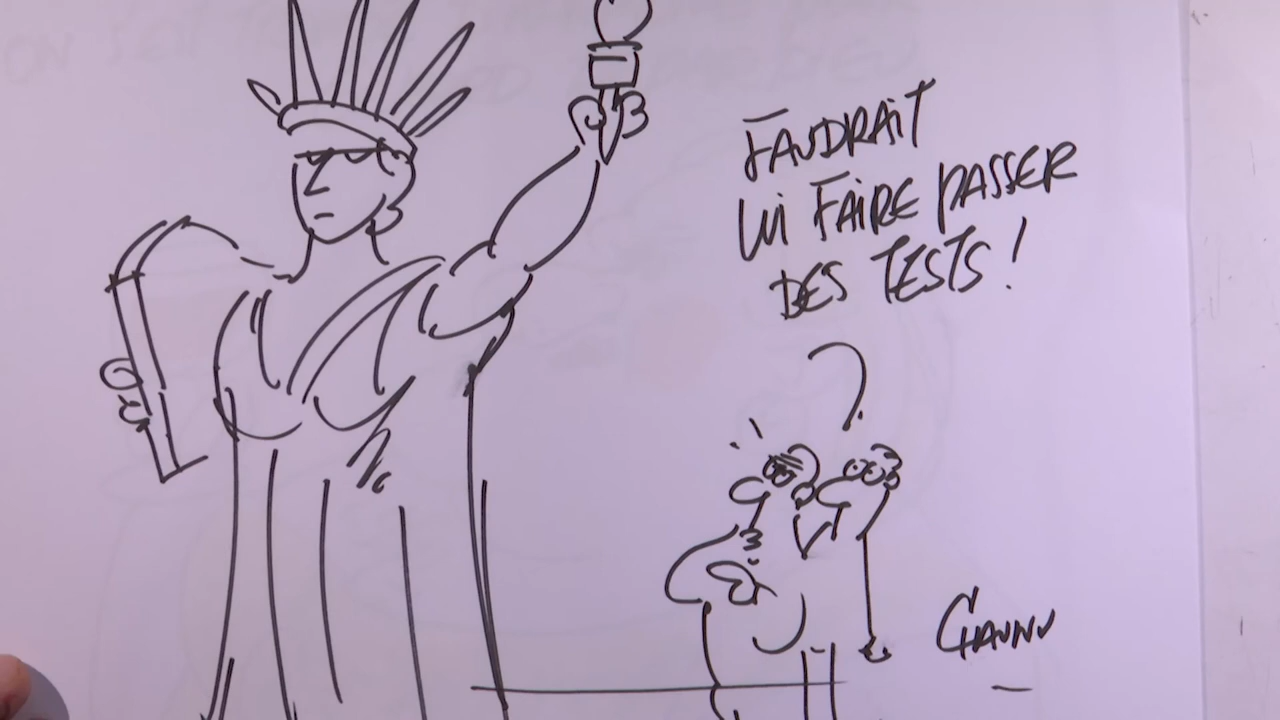 FAUDRAIT
LUI FAIRE PASSER
DES TESTS !
?
CHAUNU